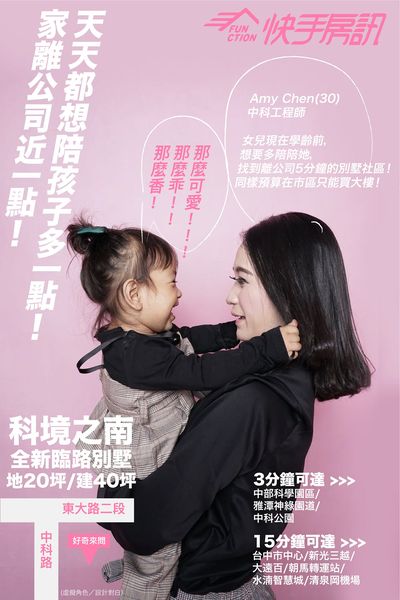 FUN
CTION
快手房訊
天天都想陪孩子多一點！
家離公司近一點！
Amy Chen(30)
中科工程師
女兒現在學齡前，
想要多陪陪她，
找到離公司5分鐘的別墅社區！
同樣預算在市區只能買大樓！
那麼可愛！！！
那麼乖！！
那麼香！
科境之南
全新臨路別墅
地20坪/建40坪
東大路二段
中科路
好奇來問
(虛擬角色／設計對白)
3分鐘可達 >>>
中部科學園區/
雅潭神綠園道/
中科公園
15分鐘可達 >>>
台中市中心/新光三越/
大遠百/朝馬轉運站/
水湳智慧城/清泉岡機場